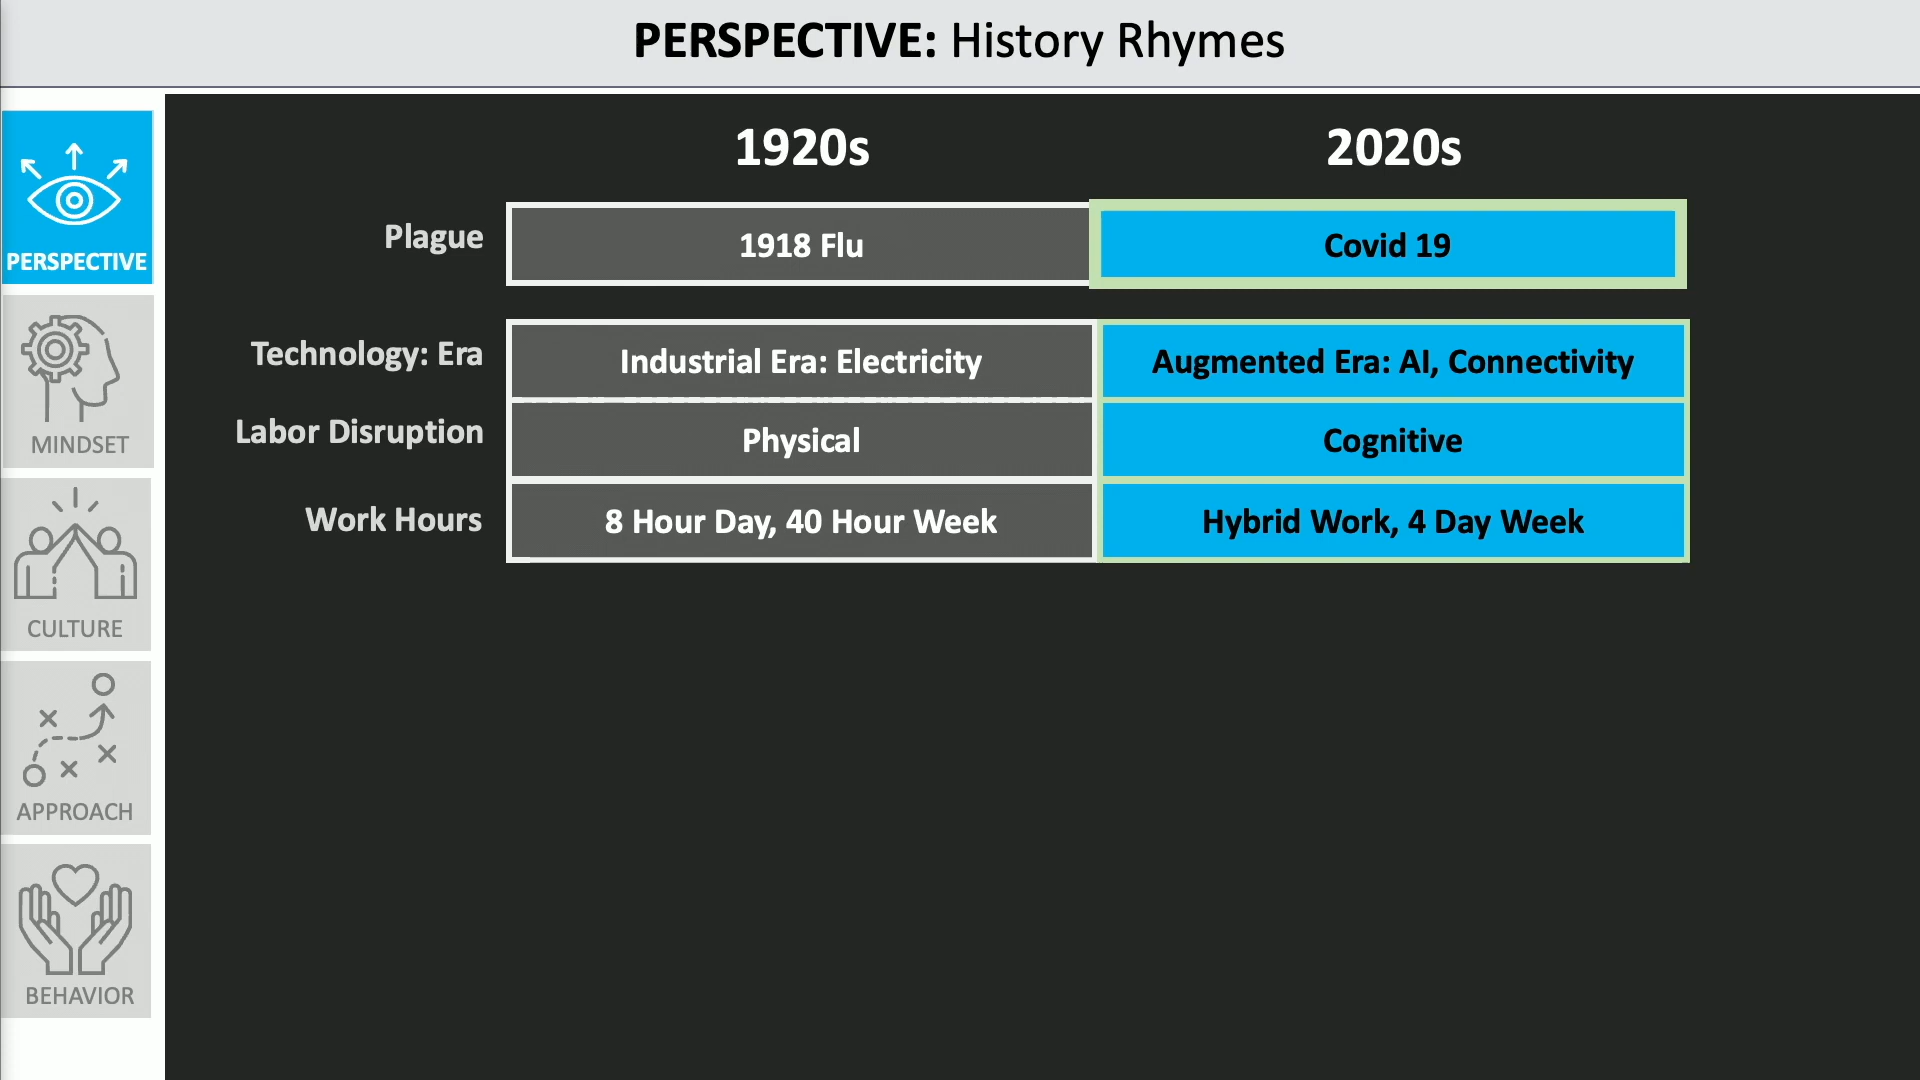 PERSPECTIVE: History Rhymes
1920s
2020s
Plague
1918 Flu
Covid 19
Technology: Era
Industrial Era: Electricity
Augmented Era: AI, Connectivity
Labor Disruption
Physical
Cognitive
Work Hours
8 Hour Day, 40 Hour Week
Hybrid Work, 4 Day Week
PERSPECTIVE
MINDSET
CULTURE
APPROACH
BEHAVIOR